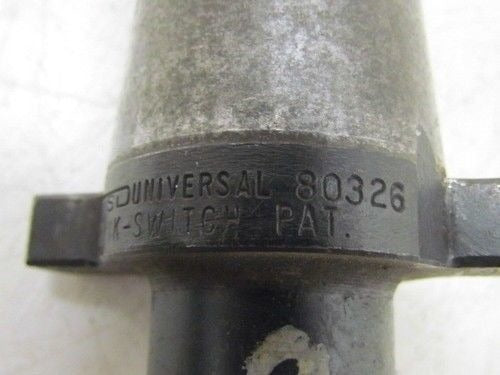 UNIVERSAL 80326
K-SWITCH PAT.